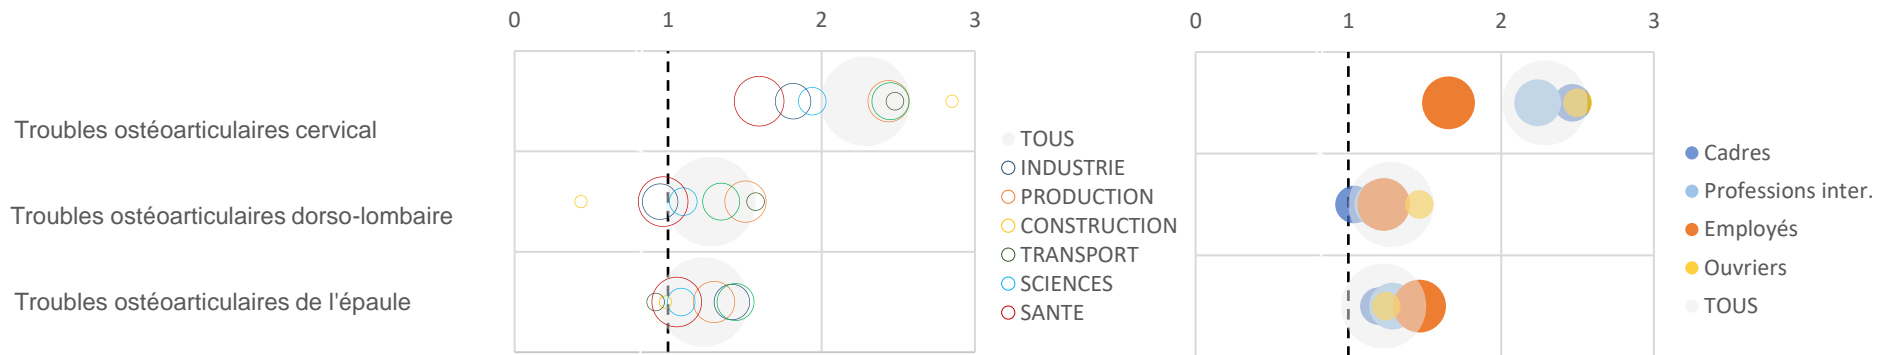 0 1 2 3
0 1 2 3
Troubles ostéoarticulaires cervical
Troubles ostéoarticulaires dorso-lombaire
Troubles ostéoarticulaires de l'épaule
TOUS
INDUSTRIE
PRODUCTION
CONSTRUCTION
TRANSPORT
SCIENCES
SANTE
Cadres
Professions inter.
Employés
Ouvriers
TOUS